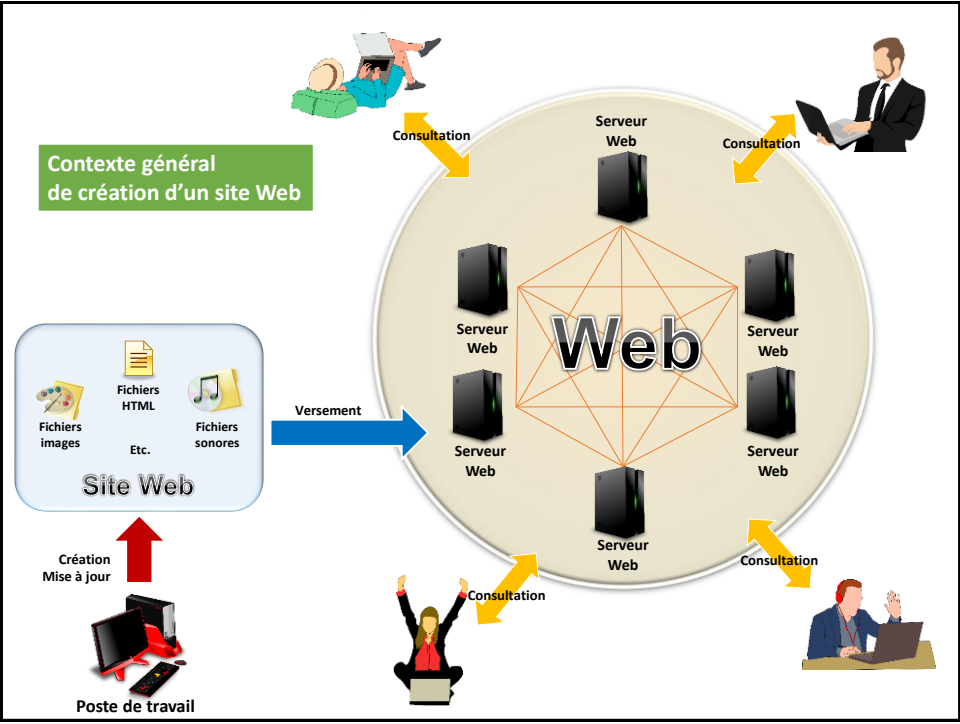 Contexte général
de création d'un site Web
Consultation
Consultation
Serveur
Web
Serveur
Web
Serveur
Web
Web
Serveur
Web
Serveur
Web
Serveur
Web
Fichiers
HTML
Fichiers
images
Fichiers
sonores
Etc.
Site Web
Versement
Création
Mise à jour
Poste de travail
Consultation
Consultation